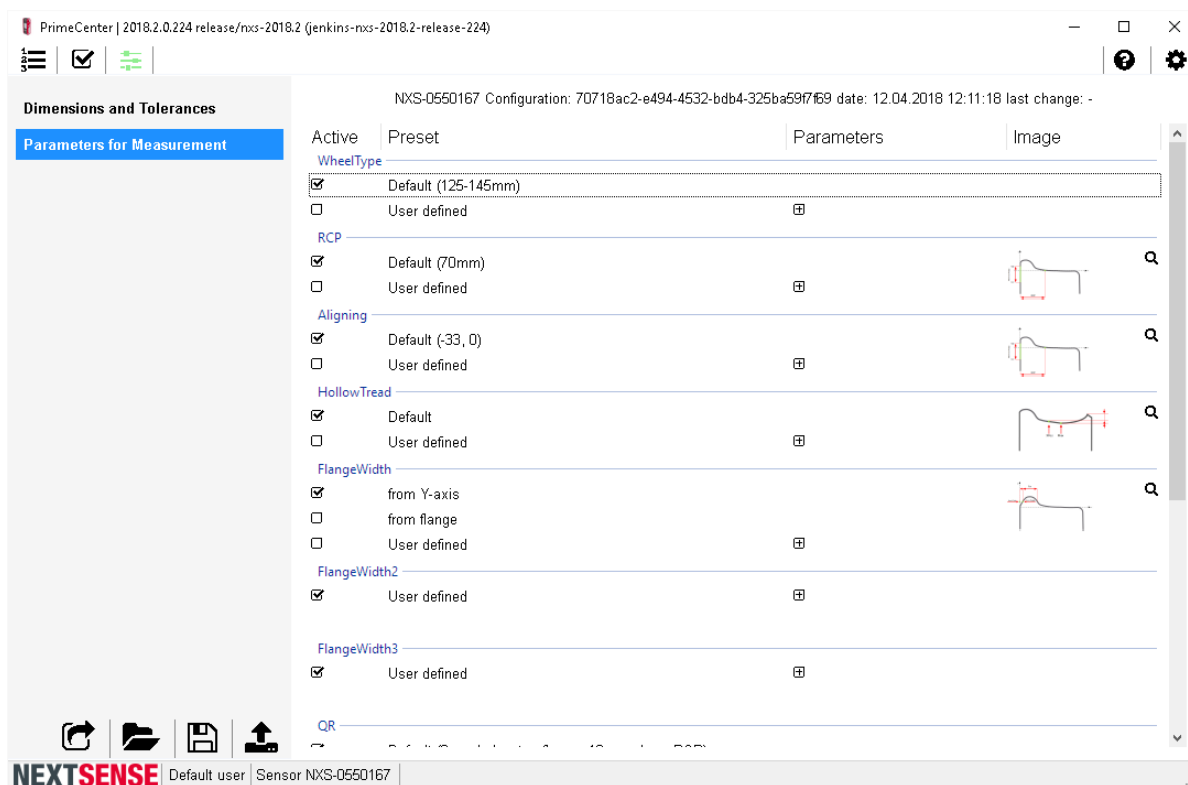 PrimeCenter | 2018.2.0.224 release/nxs-2018.2 (jenkins-nxs-2018.2-release-224)
Dimensions and Tolerances
Parameters for Measurement
NXS-0550167 Configuration: 70718ac2-e494-4532-bdb4-325ba59f7f69 date: 12.04.2018 12:11:18 last change: -
Active Preset Parameters Image
WheelType
Default (125-145mm)
User defined
RCP
Default (70mm)
User defined
Aligning
Default (-33, 0)
User defined
HollowTread
Default
User defined
FlangeWidth
from Y-axis
from flange
User defined
FlangeWidth2
User defined
FlangeWidth3
User defined
QR
NEXTSENSE Default user Sensor NXS-0550167